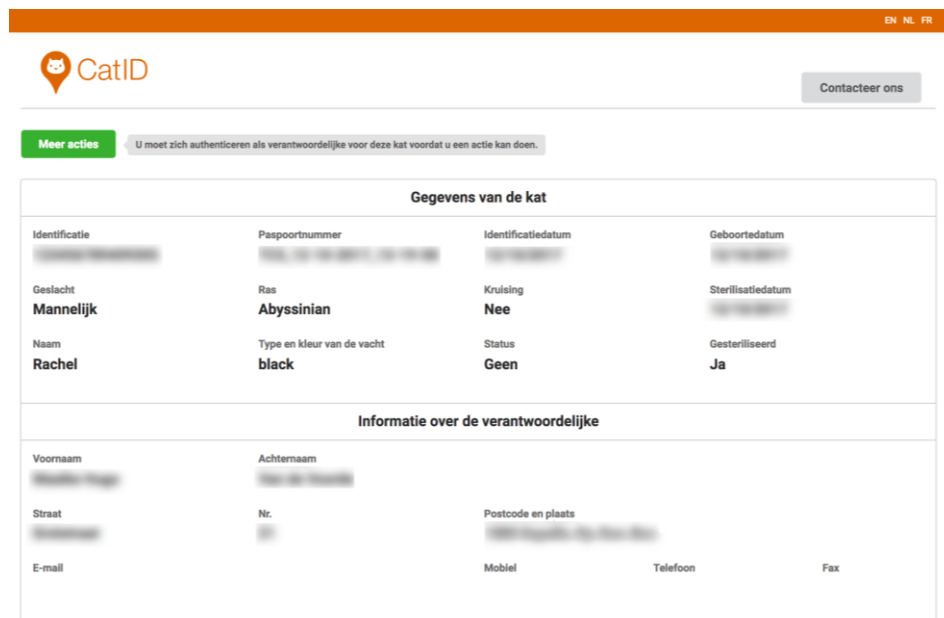 EN NL FR
CatID
Contacteer ons
Meer acties U moet zich authenticeren als verantwoordelijke voor deze kat voordat u een actie kan doen.
Gegevens van de kat
Identificatie Paspoortnummer Identificatiedatum Geboortedatum
Geslacht Ras Kruising Sterilisatiedatum
Mannelijk Abyssinian Nee
Naam Type en kleur van de vacht Status Gesteriliseerd
Rachel black Geen Ja
Informatie over de verantwoordelijke
Voornaam Achternaam
Straat Nr. Postcode en plaats
E-mail Mobiel Telefoon Fax